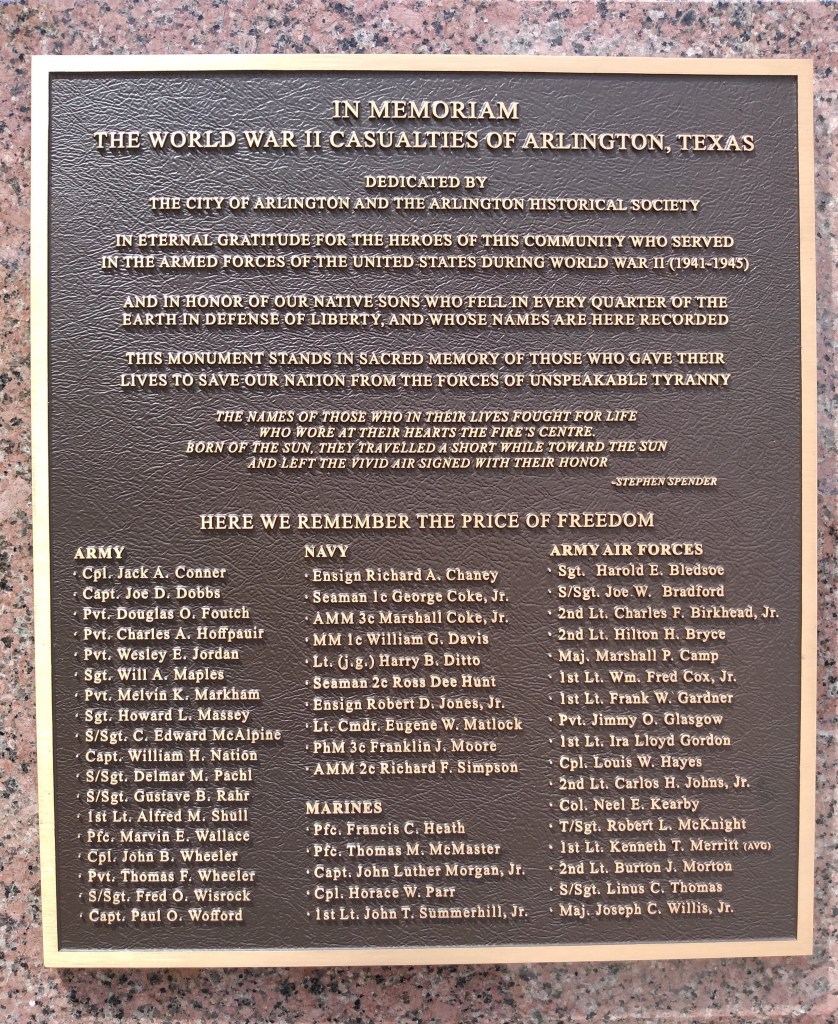 IN MEMORIAM
THE WORLD WAR II CASUALTIES OF ARLINGTON, TEXAS
DEDICATED BY
THE CITY OF ARLINGTON AND THE ARLINGTON HISTORICAL SOCIETY
IN ETERNAL GRATITUDE FOR THE HEROES OF THIS COMMUNITY WHO SERVED
IN THE ARMED FORCES OF THE UNITED STATES DURING WORLD WAR II (1941-1945)
AND IN HONOR OF OUR NATIVE SONS WHO FELL IN EVERY QUARTER OF THE
EARTH IN DEFENSE OF LIBERTY, AND WHOSE NAMES ARE HERE RECORDED
THIS MONUMENT STANDS IN SACRED MEMORY OF THOSE WHO GAVE THEIR
LIVES TO SAVE OUR NATION FROM THE FORCES OF UNSPEAKABLE TYRANNY
THE NAMES OF THOSE WHO IN THEIR LIVES FOUGHT FOR LIFE
WHO WORE AT THEIR HEARTS THE FIRE'S CENTRE.
BORN OF THE SUN, THEY TRAVELLED A SHORT WHILE TOWARD THE SUN
AND LEFT THE VIVID AIR SIGNED WITH THEIR HONOR
-STEPHEN SPENDER
HERE WE REMEMBER THE PRICE OF FREEDOM
ARMY
· Cpl. Jack A. Conner
· Capt. Joe D. Dobbs
· Pvt. Douglas O. Foutch
· Pvt. Charles A. Hoffpauir
· Pvt. Wesley E. Jordan
· Sgt. Will A. Maples
· Pvt. Melvin K. Markham
· Sgt. Howard L. Massey
· S/Sgt. C. Edward McAlpine
· Capt. William H. Nation
· S/Sgt. Delmar M. Pachl
· S/Sgt. Gustave B. Rahr
· 1st Lt. Alfred M. Shull
· Pfc. Marvin E. Wallace
· Cpl. John B. Wheeler
· Pvt. Thomas F. Wheeler
· S/Sgt. Fred O. Wisrock
· Capt. Paul O. Wofford
NAVY
· Ensign Richard A. Chaney
· Seaman 1c George Coke, Jr.
· AMM 3c Marshall Coke, Jr.
· MM 1c William G. Davis
· Lt. (j.g.) Harry B. Ditto
· Seaman 2c Ross Dee Hunt
· Ensign Robert D. Jones, Jr.
· Lt. Cmdr. Eugene W. Matlock
· PhM 3c Franklin J. Moore
· AMM 2c Richard F. Simpson
MARINES
· Pfc. Francis C. Heath
· Pfc. Thomas M. McMaster
· Capt. John Luther Morgan, Jr.
· Cpl. Horace W. Parr
· 1st Lt. John T. Summerhill, Jr.
ARMY AIR FORCES
· Sgt. Harold E. Bledsoe
· S/Sgt. Joe W. Bradford
· 2nd Lt. Charles F. Birkhead, Jr.
· 2nd Lt. Hilton H. Bryce
· Maj. Marshall P. Camp
· 1st Lt. Wm. Fred Cox, Jr.
· 1st Lt. Frank W. Gardner
· Pvt. Jimmy O. Glasgow
· 1st Lt. Ira Lloyd Gordon
· Cpl. Louis W. Hayes
· 2nd Lt. Carlos H. Johns, Jr.
· Col. Neel E. Kearby
· T/Sgt. Robert L. McKnight
· 1st Lt. Kenneth T. Merritt (AVG)
· 2nd Lt. Burton J. Morton
· S/Sgt. Linus C. Thomas
· Maj. Joseph C. Willis, Jr.